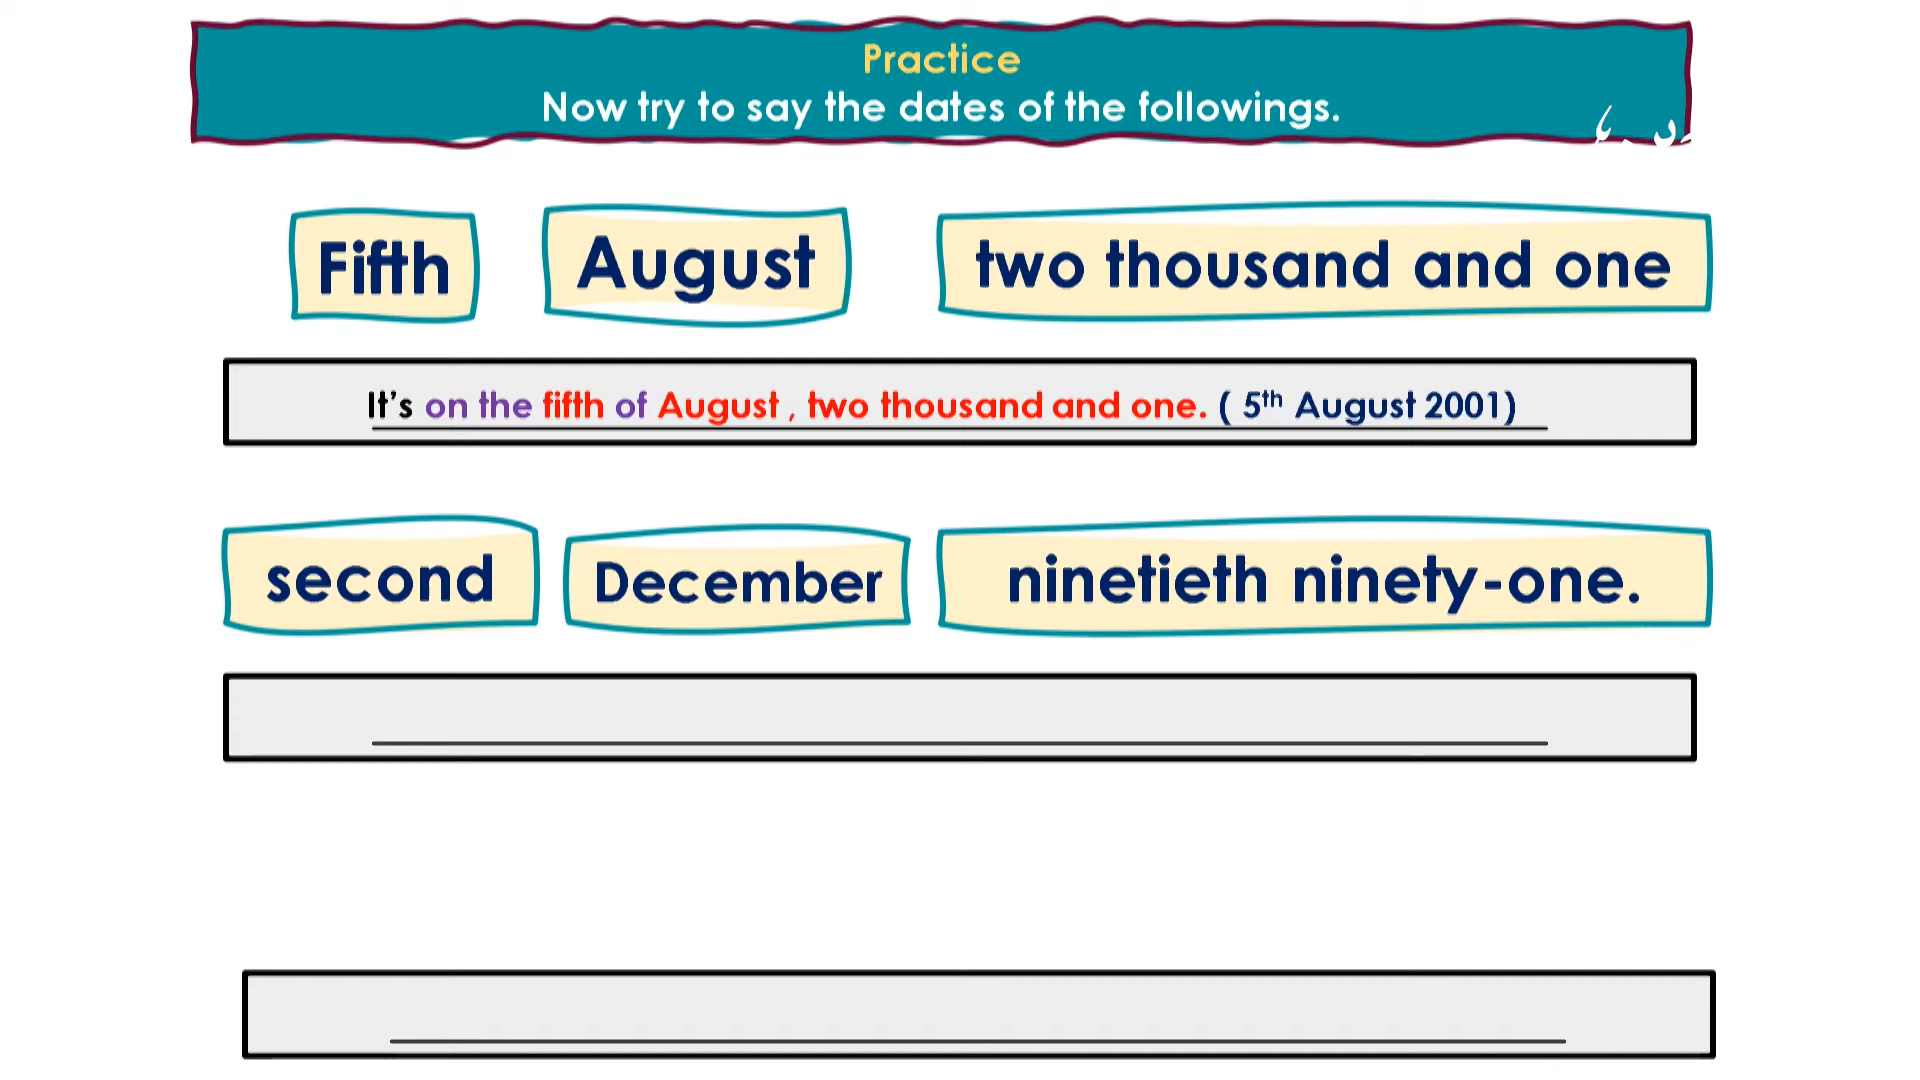 Practice
Now try to say the dates of the followings.
Fifth August two thousand and one
It's on the fifth of August , two thousand and one. ( 5th August 2001)
second December ninetieth ninety-one.